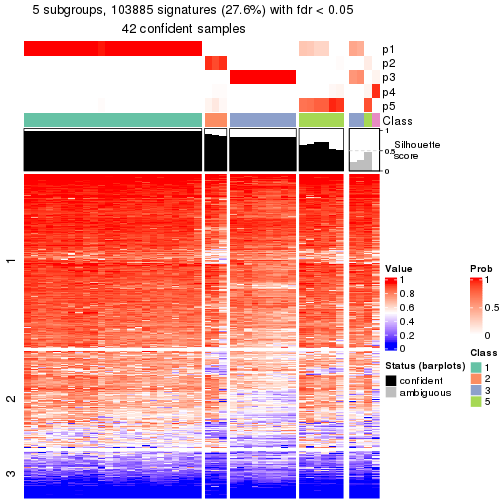 5 subgroups, 103885 signatures (27.6%) with fdr < 0.05
42 confident samples
p1
p2
p3
p4
p5
Class
1
0.5
0
Silhouette
score
1
2
3
Value
1
0.8
0.6
0.4
0.2
0
Status (barplots)
confident
ambiguous
Prob
1
0.5
0
Class
1
2
3
5